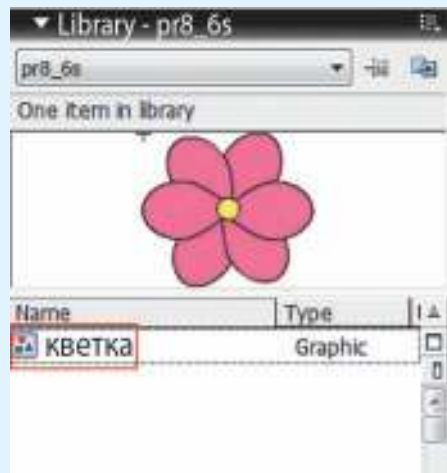 Library - pr8_6s
pr8_6s
One item in library
Name Type
кветка Graphic